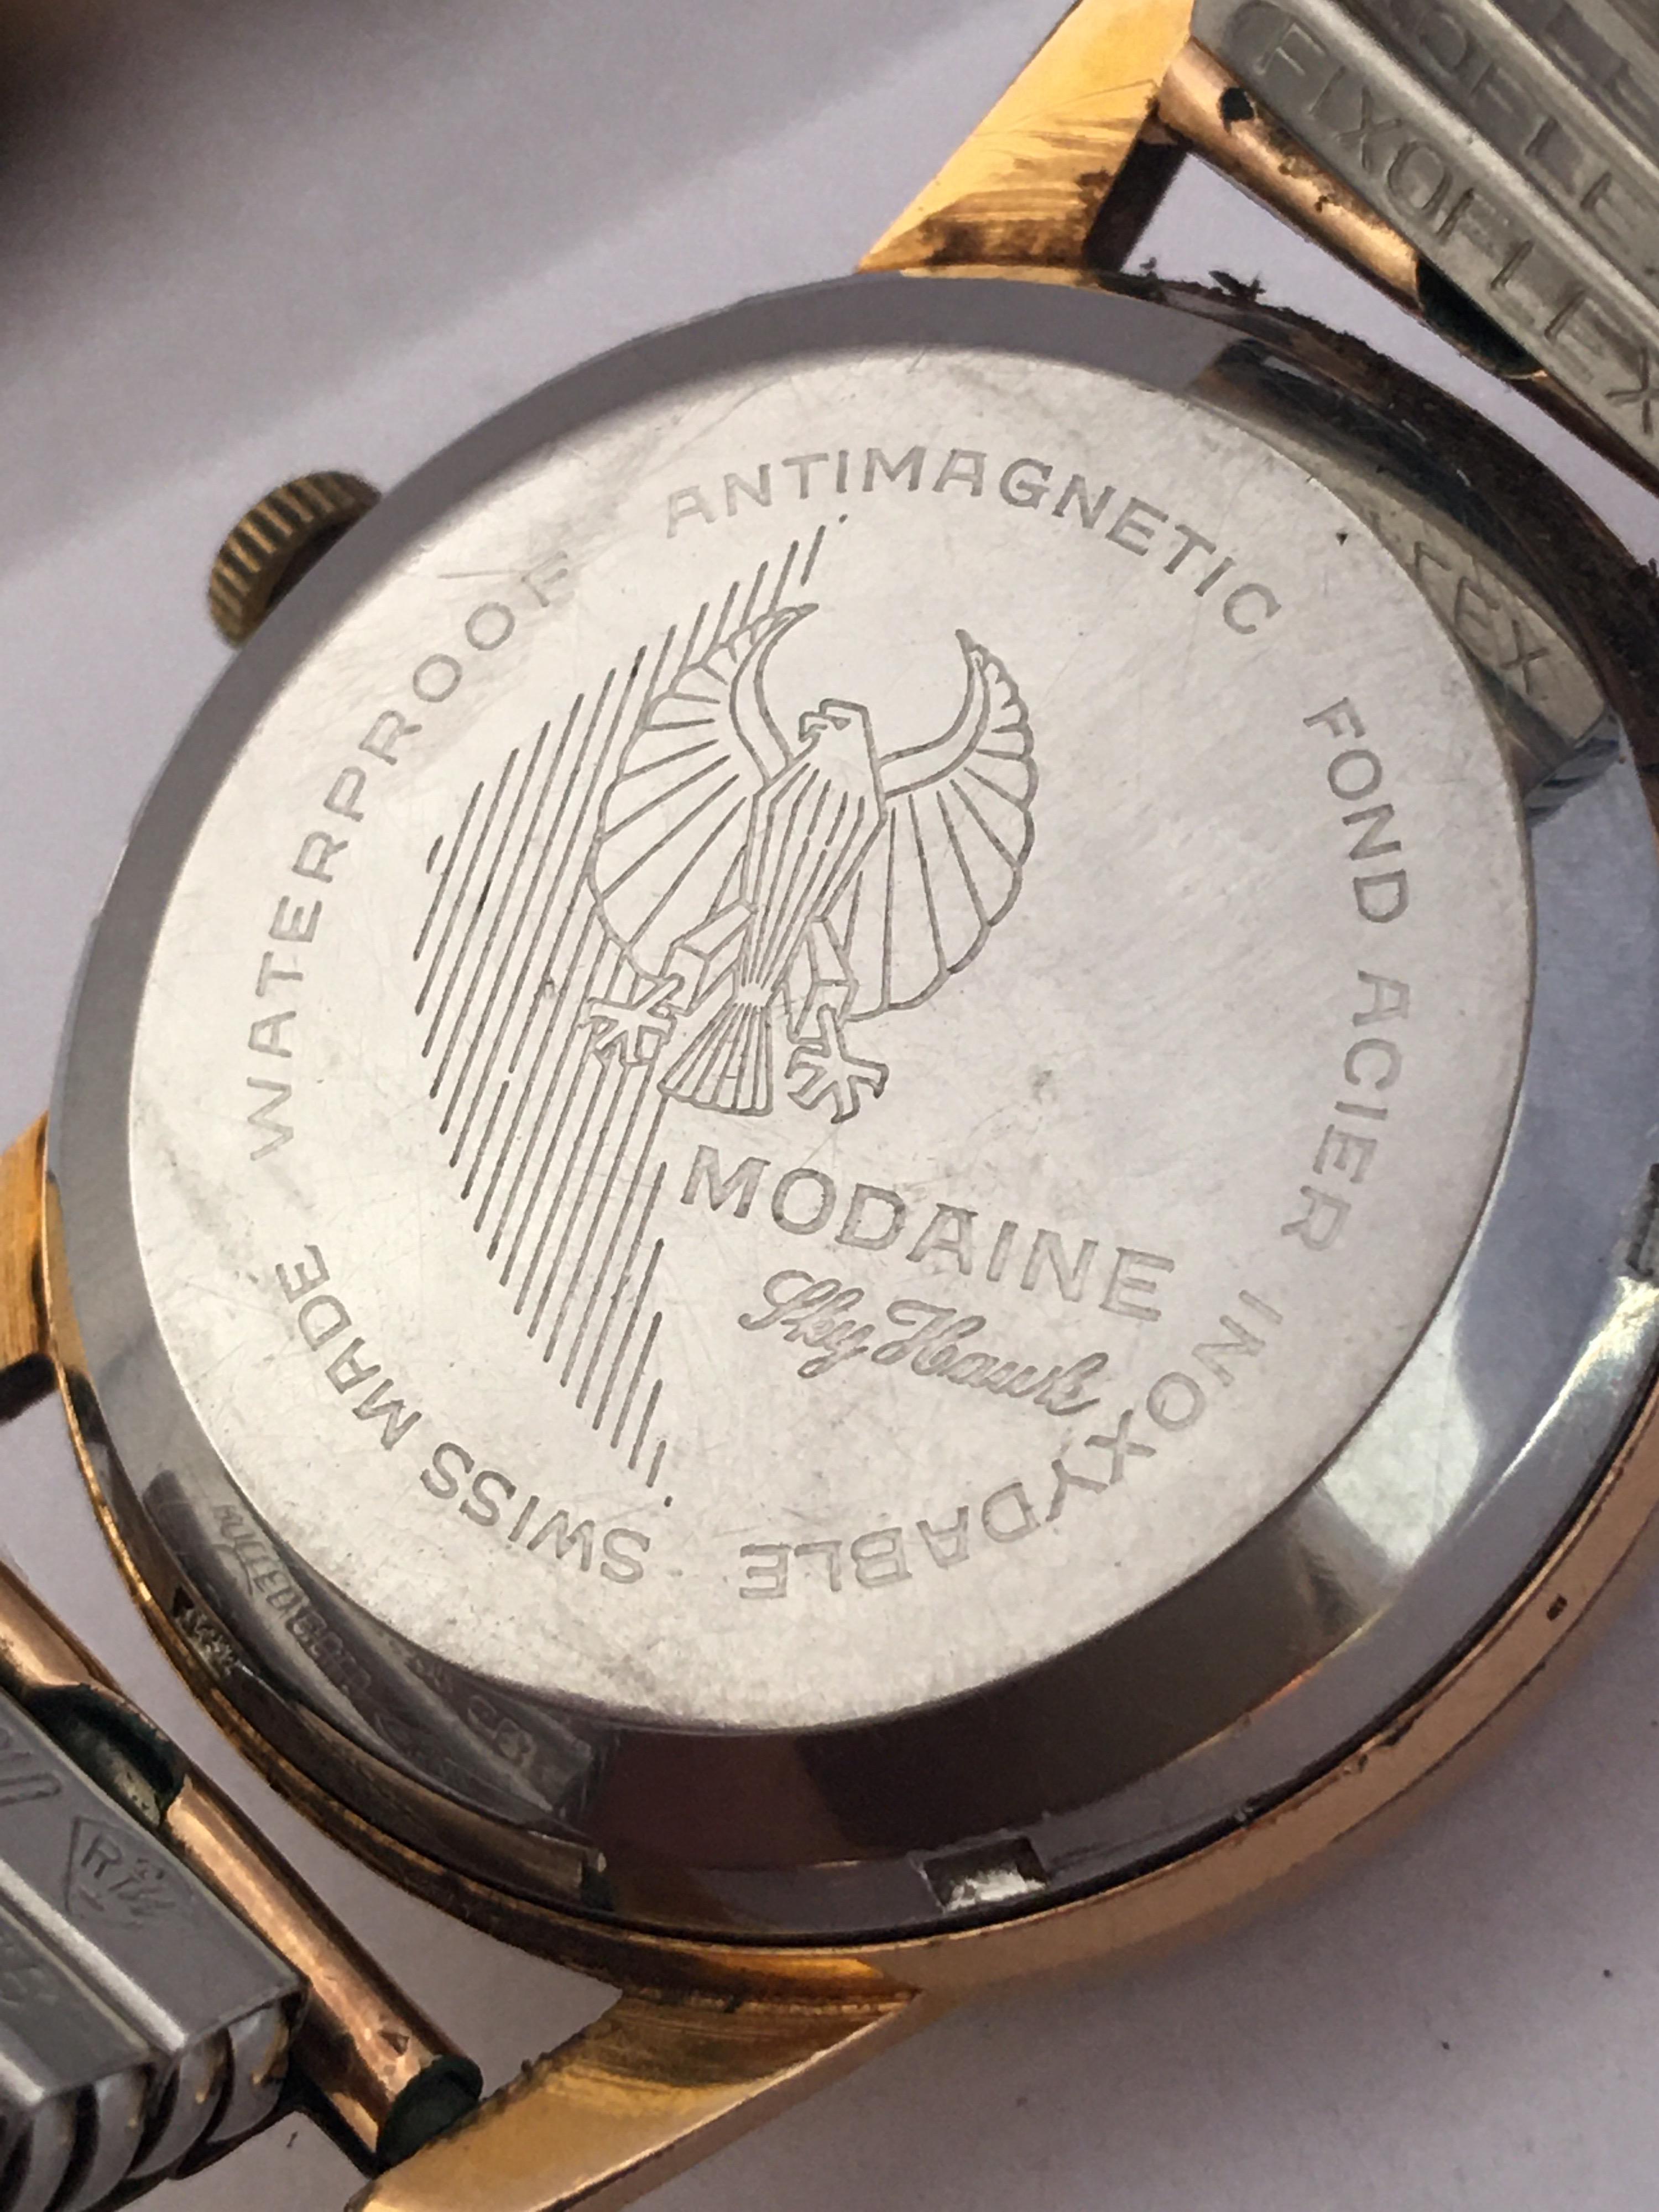 WATERPROOF ANTIMAGNETIC FOND ACIER INOXYDABLE SWISS MADE
MODAINE
Sky Hawk
FIXOFLEX